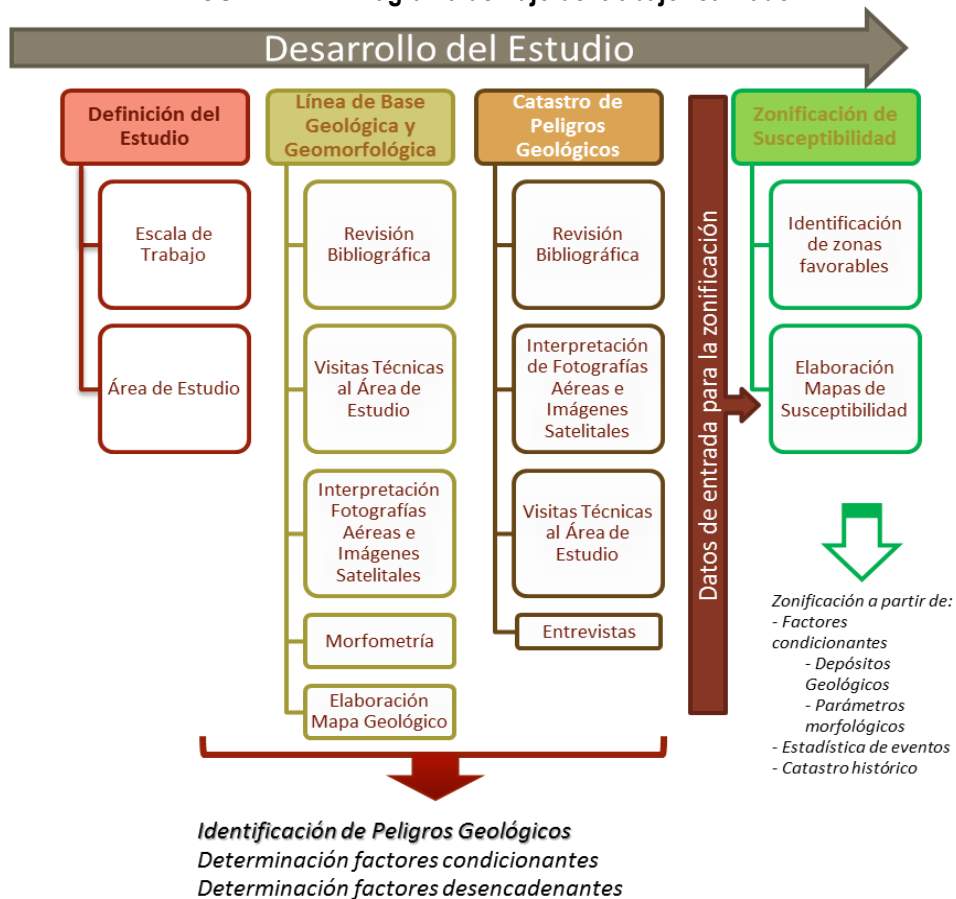 Desarrollo del Estudio
Definición del
Estudio
Escala de
Trabajo
Área de Estudio
Línea de Base
Geológica y
Geomorfológica
Revisión
Bibliográfica
Visitas Técnicas
al Área de
Estudio
Interpretación
Fotografías
Aéreas e
Imágenes
Satelitales
Morfometría
Elaboración
Mapa Geológico
Catastro de
Peligros
Geológicos
Revisión
Bibliográfica
Interpretación
de Fotografías
Aéreas e
Imágenes
Satelitales
Visitas Técnicas
al Área de
Estudio
Entrevistas
Datos de entrada para la zonificación
Zonificación de
Susceptibilidad
Identificación
de zonas
favorables
Elaboración
Mapas de
Susceptibilidad
Zonificación a partir de:
- Factores
condicionantes
- Depósitos
Geológicos
- Parámetros
morfológicos
- Estadística de eventos
- Catastro histórico
Identificación de Peligros Geológicos
Determinación factores condicionantes
Determinación factores desencadenantes